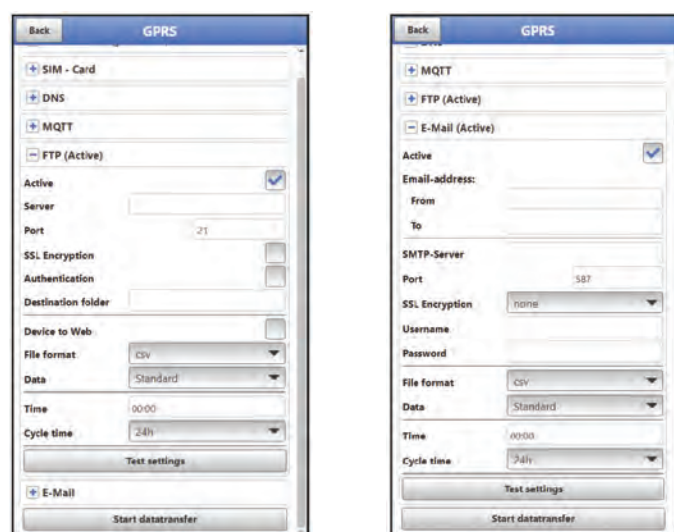 Back GPRS
SIM - Card
DNS
MQTT
FTP (Active)
Active
Server
Port 21
SSL Encryption
Authentication
Destination folder
Device to Web
File format csv
Data Standard
Time 00:00
Cycle time 24h
Test settings
E-Mail
Start datatransfer
Back GPRS
MQTT
FTP (Active)
E-Mail (Active)
Active
Email-address:
From
To
SMTP-Server
Port 587
SSL Encryption none
Username
Password
File format csv
Data Standard
Time 00:00
Cycle time 24h
Test settings
Start datatransfer